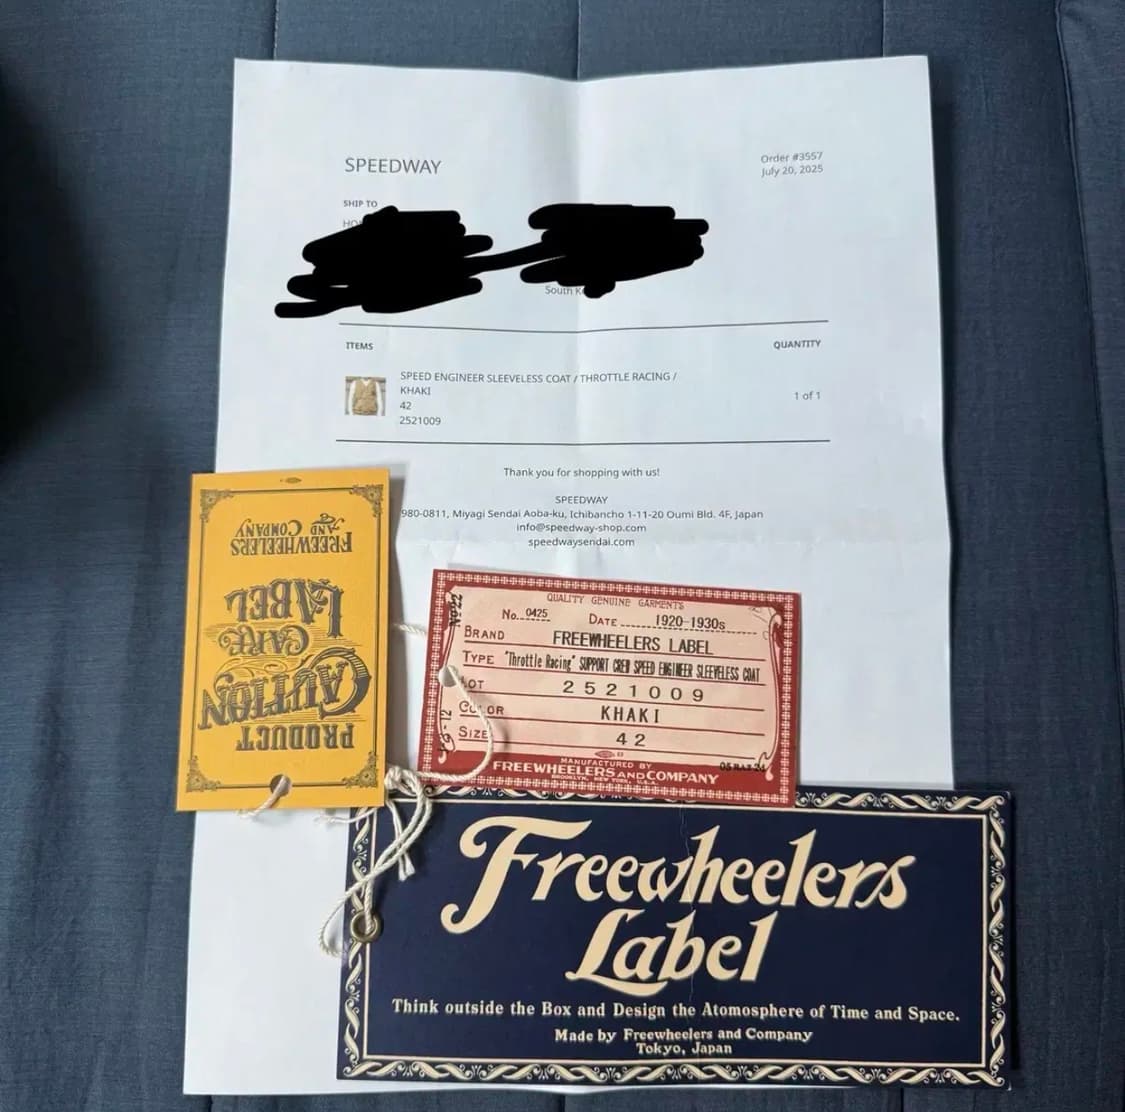 SPEEDWAY
Order #3557
July 20, 2025
SHIP TO
South
ITEMS
QUANTITY
SPEED ENGINEER SLEEVELESS COAT / THROTTLE RACING /
KHAKI
42
2521009
1 of 1
Thank you for shopping with us!
SPEEDWAY
980-0811, Miyagi Sendai Aoba-ku, Ichibancho 1-11-20 Oumi Bld. 4F, Japan
info@speedway-shop.com
speedwaysendai.com
PRODUCT
CAUTION
CARE
LABEL
FREEWHEELERS
AND COMPANY
QUALITY GENUINE GARMENTS
No. 0425
DATE 1920-1930s
BRAND FREEWHEELERS LABEL
TYPE "Throttle Racing" SUPPORT CREW SPEED ENGINEER SLEEVELESS COAT
LOT 2521009
COLOR KHAKI
SIZE 42
MANUFACTURED BY
FREEWHEELERS AND COMPANY
BROOKLYN, NEW YORK, U.S.A.
Freewheelers
Label
Think outside the Box and Design the Atomosphere of Time and Space.
Made by Freewheelers and Company
Tokyo, Japan